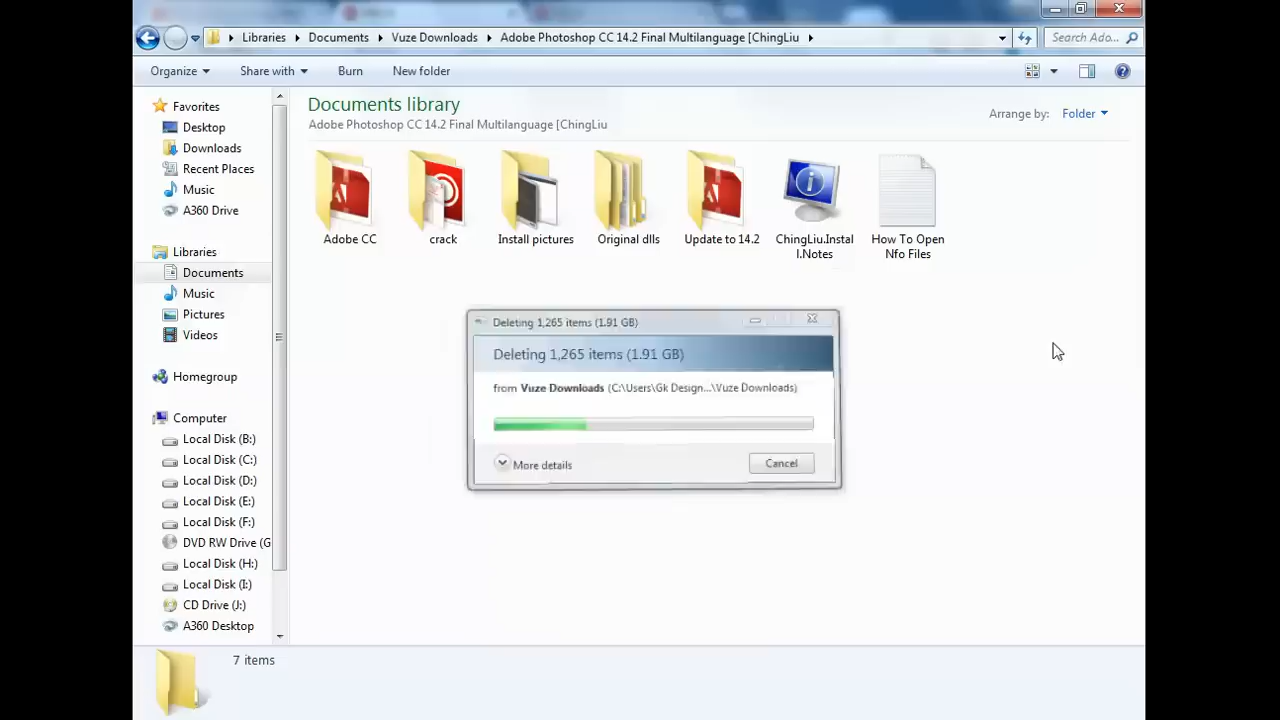 Libraries
Documents
Vuze Downloads
Adobe Photoshop CC 14.2 Final Multilanguage [ChingLiu
Search Ado...
Organize
Share with
Burn
New folder
Favorites
Desktop
Downloads
Recent Places
Music
A360 Drive
Libraries
Documents
Music
Pictures
Videos
Homegroup
Computer
Local Disk (B:)
Local Disk (C:)
Local Disk (D:)
Local Disk (E:)
Local Disk (F:)
DVD RW Drive (G
Local Disk (H:)
Local Disk (I:)
CD Drive (J:)
A360 Desktop
Documents library
Adobe Photoshop CC 14.2 Final Multilanguage [ChingLiu
Arrange by:
Folder
Adobe CC
crack
Install pictures
Original dlls
Update to 14.2
ChingLiu.Instal
l.Notes
How To Open
Nfo Files
Deleting 1,265 items (1.91 GB)
Deleting 1,265 items (1.91 GB)
from Vuze Downloads (C:\Users\Gk Design...\Vuze Downloads)
More details
Cancel
7 items